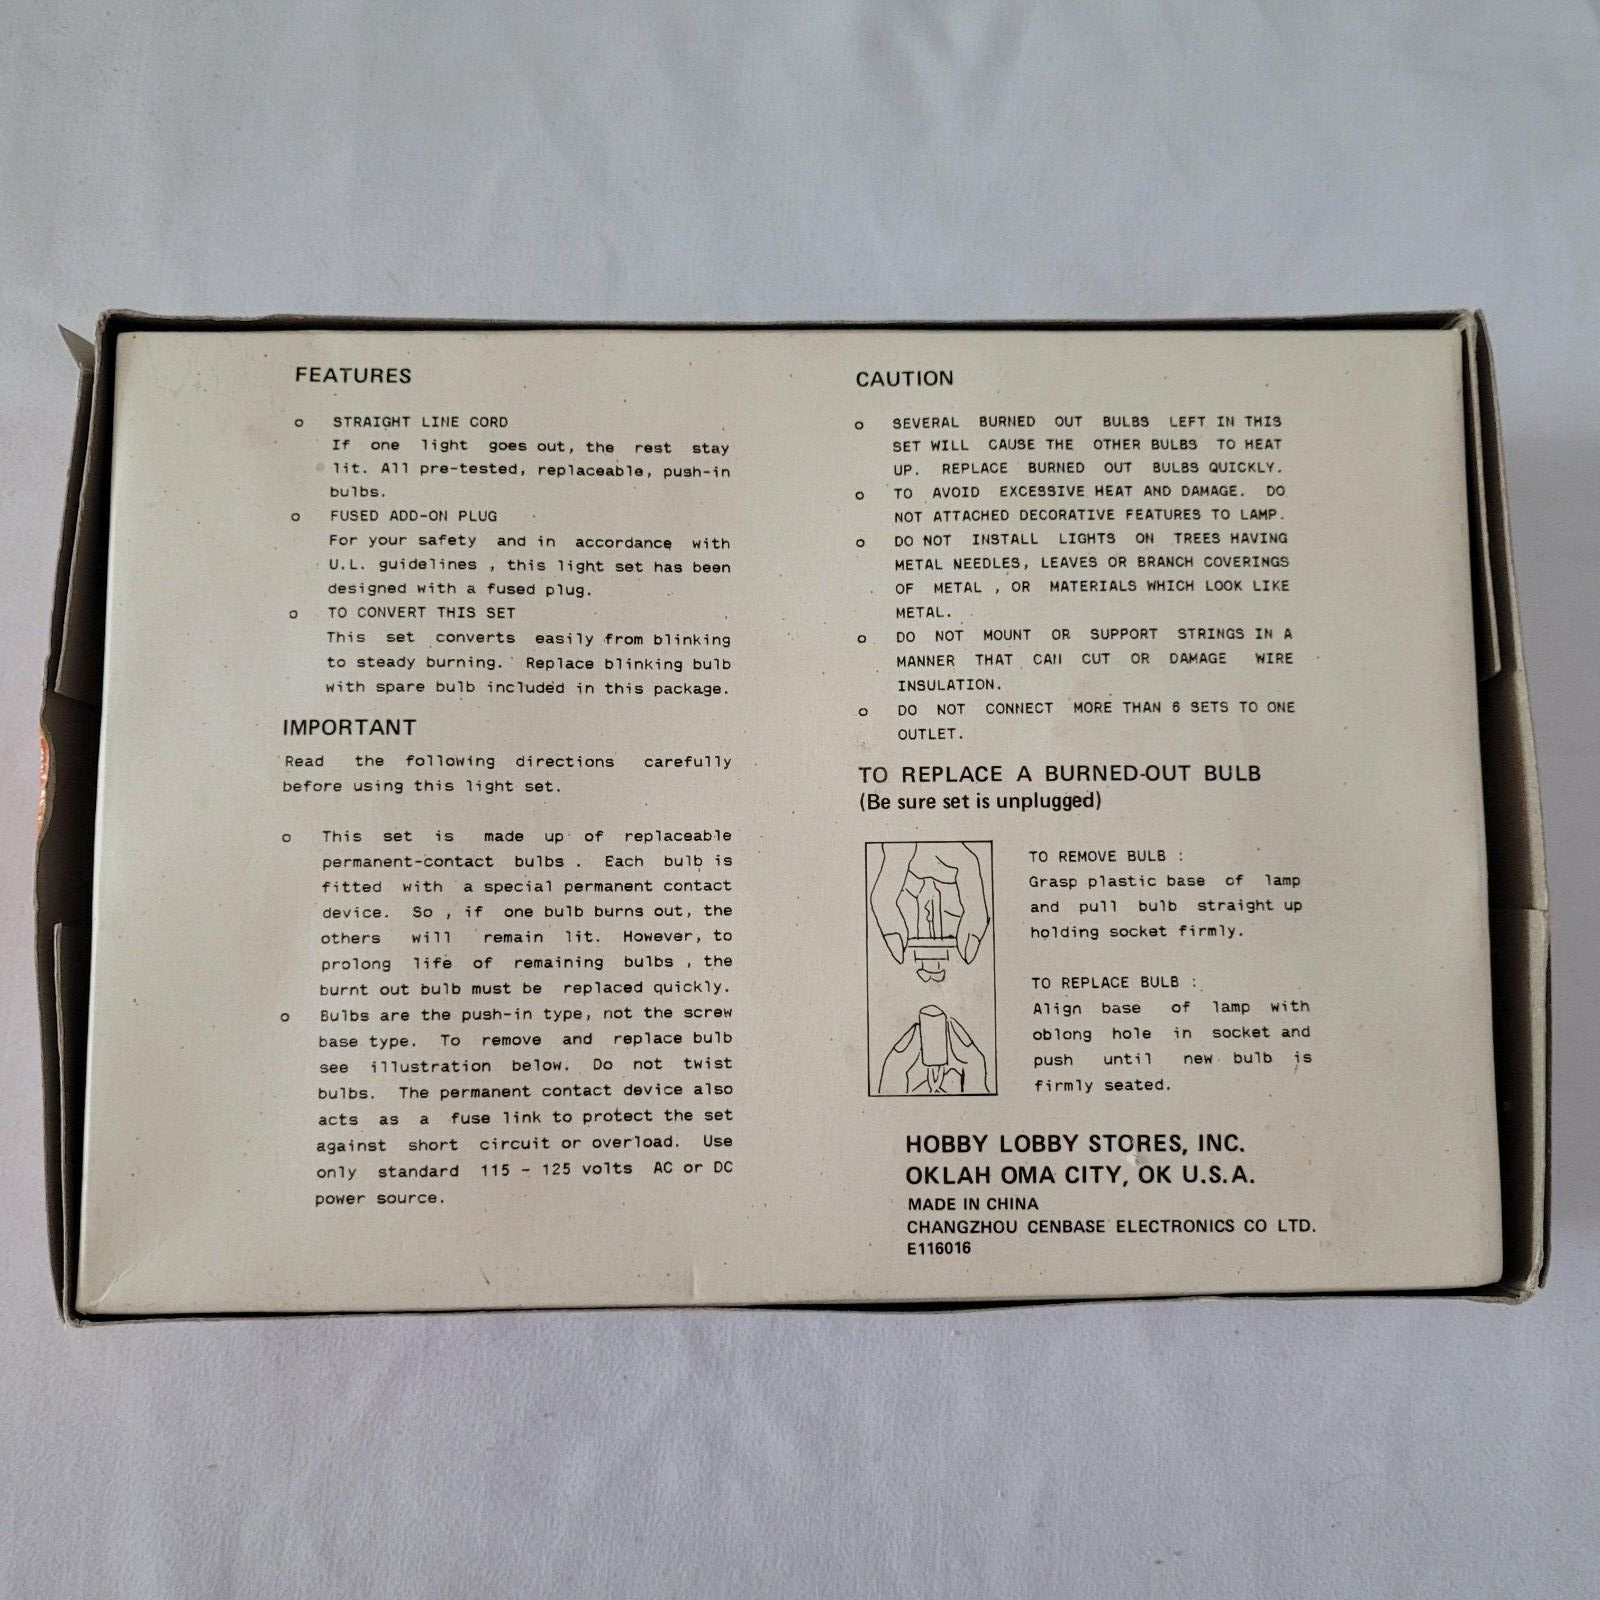 FEATURES
o STRAIGHT LINE CORD
If one light goes out, the rest stay
lit. All pre-tested, replaceable, push-in
bulbs.
o FUSED ADD-ON PLUG
For your safety and in accordance with
U.L. guidelines , this light set has been
designed with a fused plug.
o TO CONVERT THIS SET
This set converts easily from blinking
to steady burning. Replace blinking bulb
with spare bulb included in this package.
IMPORTANT
Read the following directions carefully
before using this light set.
o This set is made up of replaceable
permanent-contact bulbs . Each bulb is
fitted with a special permanent contact
device. So , if one bulb burns out, the
others will remain lit. However, to
prolong life of remaining bulbs , the
burnt out bulb must be replaced quickly.
o Bulbs are the push-in type, not the screw
base type. To remove and replace bulb
see illustration below. Do not twist
bulbs. The permanent contact device also
acts as a fuse link to protect the set
against short circuit or overload. Use
only standard 115 - 125 volts AC or DC
power source.
CAUTION
o SEVERAL BURNED OUT BULBS LEFT IN THIS
SET WILL CAUSE THE OTHER BULBS TO HEAT
UP. REPLACE BURNED OUT BULBS QUICKLY.
o TO AVOID EXCESSIVE HEAT AND DAMAGE. DO
NOT ATTACHED DECORATIVE FEATURES TO LAMP.
o DO NOT INSTALL LIGHTS ON TREES HAVING
METAL NEEDLES, LEAVES OR BRANCH COVERINGS
OF METAL , OR MATERIALS WHICH LOOK LIKE
METAL.
o DO NOT MOUNT OR SUPPORT STRINGS IN A
MANNER THAT CAN CUT OR DAMAGE WIRE
INSULATION.
o DO NOT CONNECT MORE THAN 6 SETS TO ONE
OUTLET.
TO REPLACE A BURNED-OUT BULB
(Be sure set is unplugged)
TO REMOVE BULB :
Grasp plastic base of lamp
and pull bulb straight up
holding socket firmly.
TO REPLACE BULB :
Align base of lamp with
oblong hole in socket and
push until new bulb is
firmly seated.
HOBBY LOBBY STORES, INC.
OKLAH OMA CITY, OK U.S.A.
MADE IN CHINA
CHANGZHOU CENBASE ELECTRONICS CO LTD.
E116016